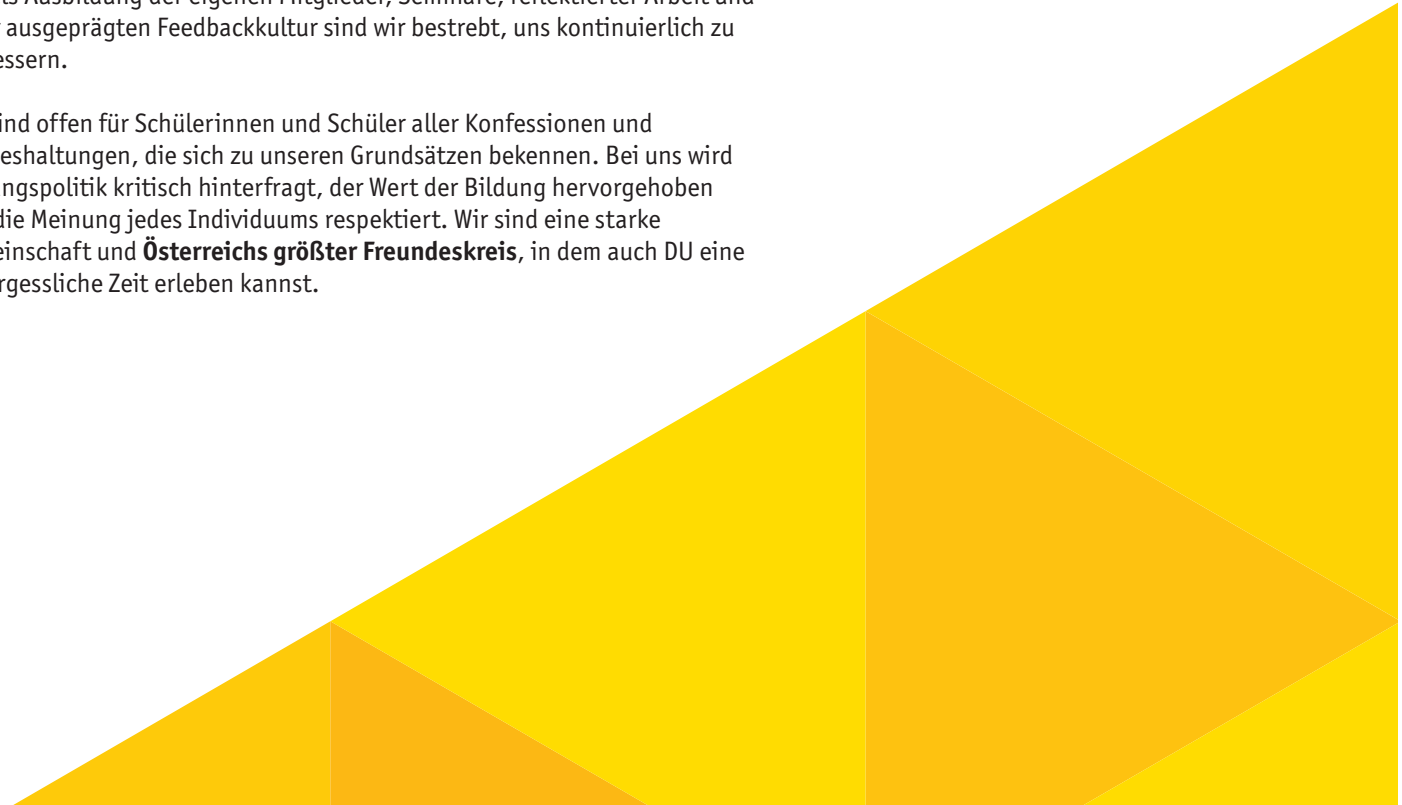 ls Ausbildung der eigenen Mitglieder, Seminare, reflektierter Arbeit und
ausgeprägten Feedbackkultur sind wir bestrebt, uns kontinuierlich zu
essern.
ind offen für Schülerinnen und Schüler aller Konfessionen und
eshaltungen, die sich zu unseren Grundsätzen bekennen. Bei uns wird
ngspolitik kritisch hinterfragt, der Wert der Bildung hervorgehoben
die Meinung jedes Individuums respektiert. Wir sind eine starke
einschaft und Österreichs größter Freundeskreis, in dem auch DU eine
rgessliche Zeit erleben kannst.